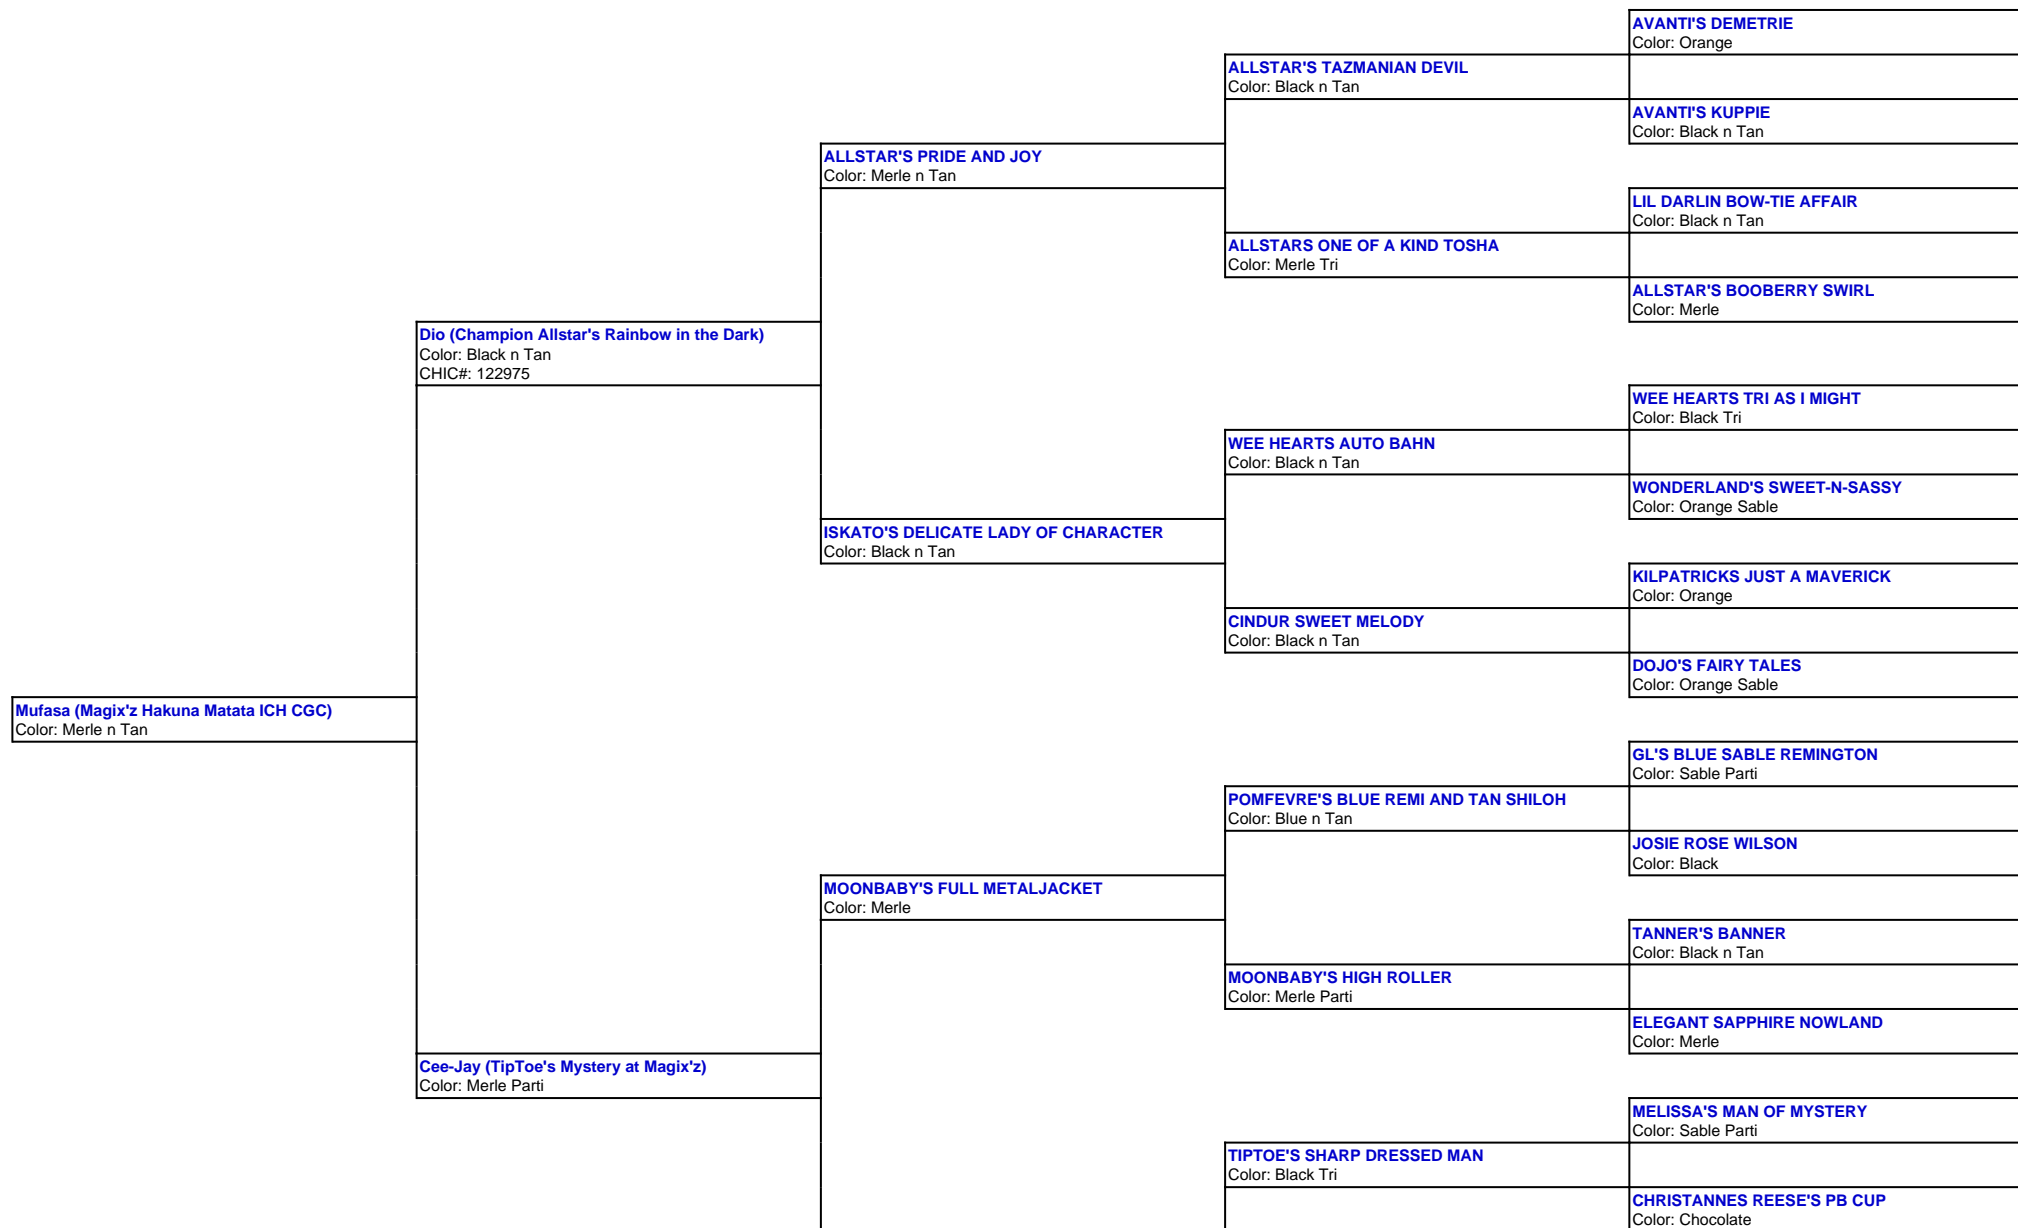 AVANTI'S DEMETRIE
Color: Orange
ALLSTAR'S TAZMANIAN DEVIL
Color: Black n Tan
AVANTI'S KUPPIE
Color: Black n Tan
ALLSTAR'S PRIDE AND JOY
Color: Merle n Tan
LIL DARLIN BOW-TIE AFFAIR
Color: Black n Tan
ALLSTARS ONE OF A KIND TOSHA
Color: Merle Tri
ALLSTAR'S BOOBERRY SWIRL
Color: Merle
Dio (Champion Allstar's Rainbow in the Dark)
Color: Black n Tan
CHIC#: 122975
WEE HEARTS TRI AS I MIGHT
Color: Black Tri
WEE HEARTS AUTO BAHN
Color: Black n Tan
WONDERLAND'S SWEET-N-SASSY
Color: Orange Sable
ISKATO'S DELICATE LADY OF CHARACTER
Color: Black n Tan
KILPATRICKS JUST A MAVERICK
Color: Orange
CINDUR SWEET MELODY
Color: Black n Tan
DOJO'S FAIRY TALES
Color: Orange Sable
Mufasa (Magix'z Hakuna Matata ICH CGC)
Color: Merle n Tan
GL'S BLUE SABLE REMINGTON
Color: Sable Parti
POMFEVRE'S BLUE REMI AND TAN SHILOH
Color: Blue n Tan
JOSIE ROSE WILSON
Color: Black
MOONBABY'S FULL METALJACKET
Color: Merle
TANNER'S BANNER
Color: Black n Tan
MOONBABY'S HIGH ROLLER
Color: Merle Parti
ELEGANT SAPPHIRE NOWLAND
Color: Merle
Cee-Jay (TipToe's Mystery at Magix'z)
Color: Merle Parti
MELISSA'S MAN OF MYSTERY
Color: Sable Parti
TIPTOE'S SHARP DRESSED MAN
Color: Black Tri
CHRISTANNES REESE'S PB CUP
Color: Chocolate